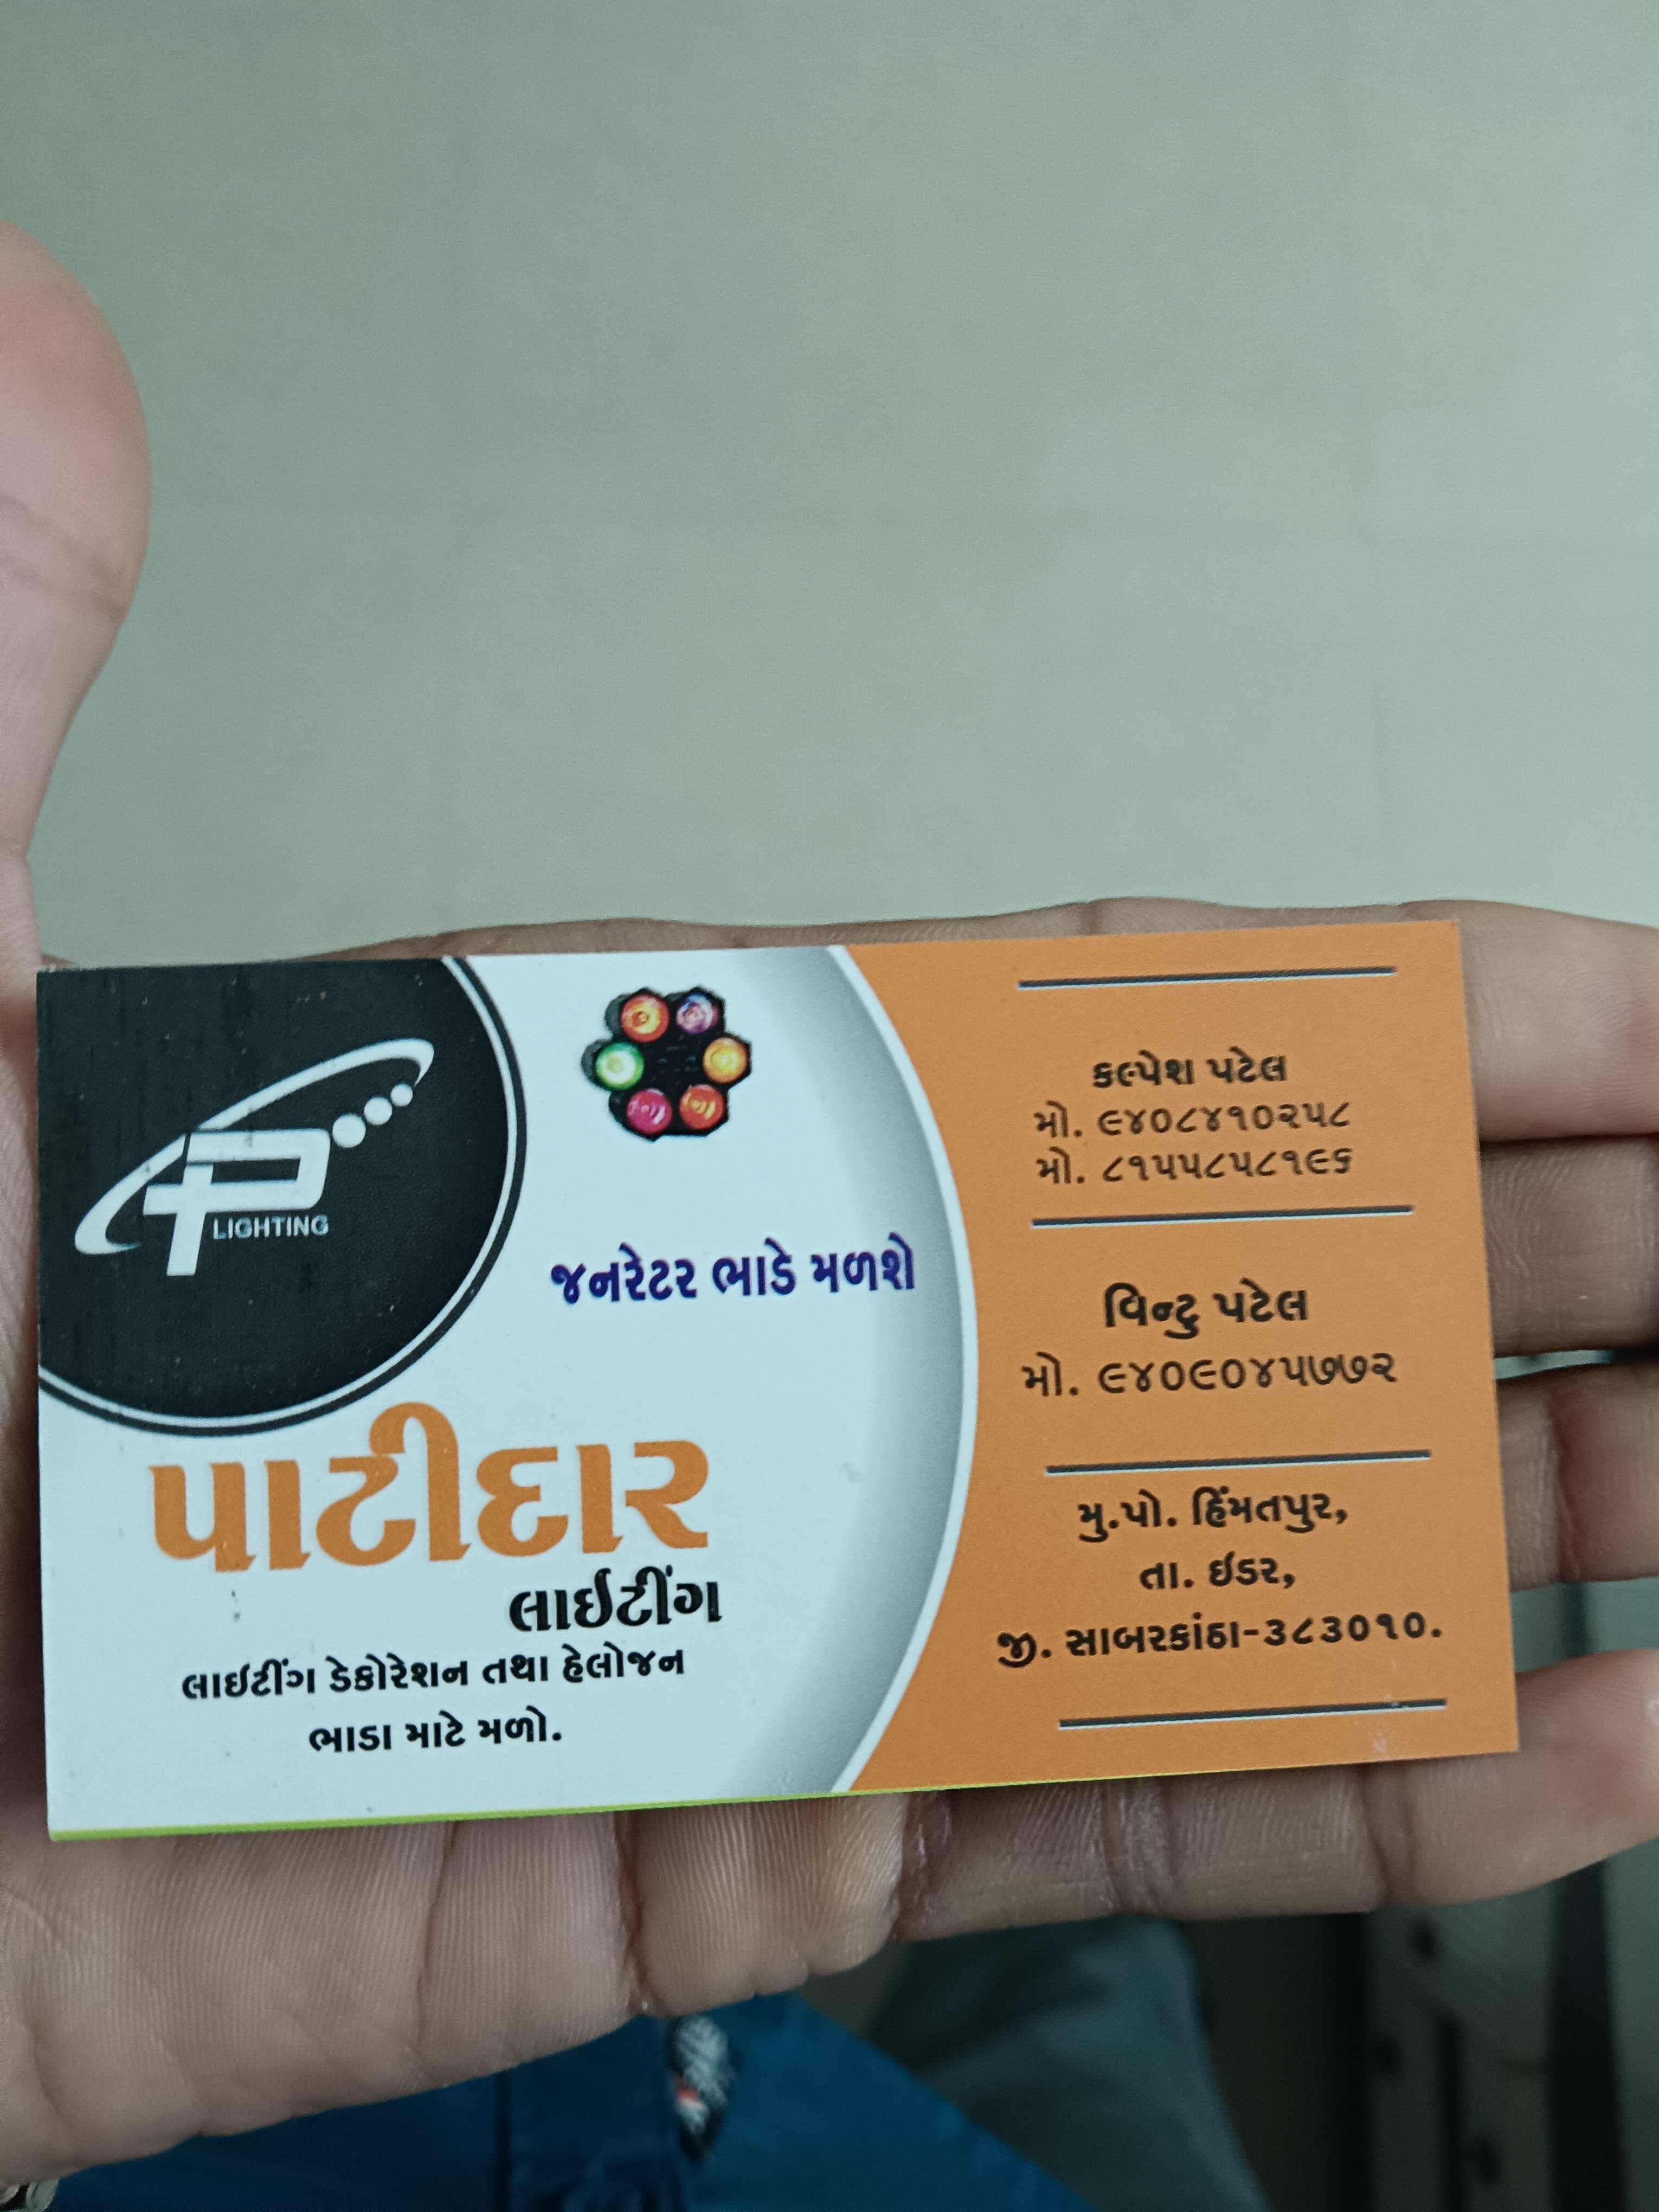 P
LIGHTING
જનરેટર ભાડે મળશે
પાટીદાર
લાઈટીંગ
લાઈટીંગ ડેકોરેશન તથા હેલોજન
ભાડા માટે મળો.
કલ્પેશ પટેલ
મો. ૯૪૦૮૪૧૦૨૫૮
મો. ૮૧૫૫૮૫૮૧૯૬
વિન્ટુ પટેલ
મો. ૯૪૦૯૦૪૫૭૭૨
મુ.પો. હિંમતપુર,
તા. ઈડર,
જી. સાબરકાંઠા-૩૮૩૦૧૦.